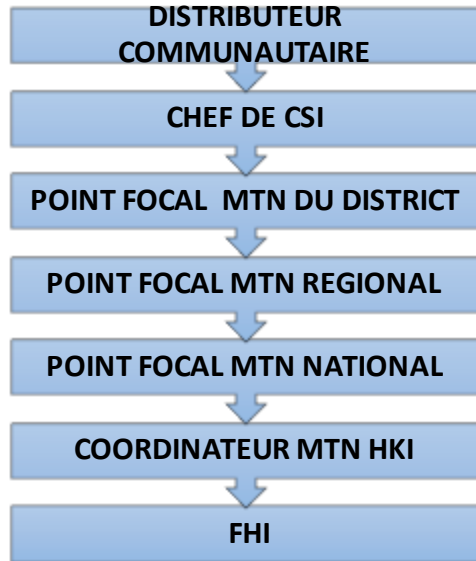 DISTRIBUTEUR
COMMUNAUTAIRE
CHEF DE CSI
POINT FOCAL MTN DU DISTRICT
POINT FOCAL MTN REGIONAL
POINT FOCAL MTN NATIONAL
COORDINATEUR MTN HKI
FHI